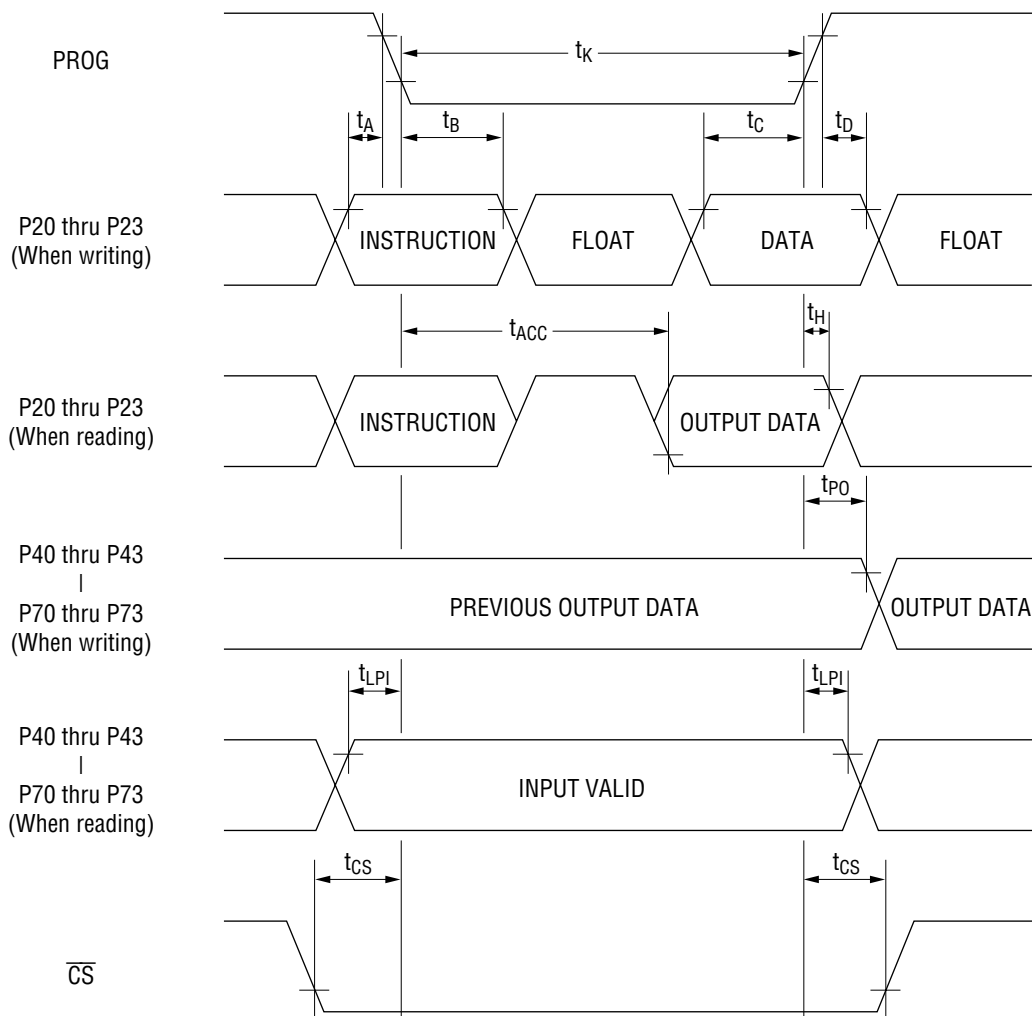 PROG
tK
tA
tB
tC
tD
P20 thru P23
(When writing)
INSTRUCTION
FLOAT
DATA
FLOAT
tACC
tH
P20 thru P23
(When reading)
INSTRUCTION
OUTPUT DATA
tPO
P40 thru P43
|
P70 thru P73
(When writing)
PREVIOUS OUTPUT DATA
OUTPUT DATA
tLPI
tLPI
P40 thru P43
|
P70 thru P73
(When reading)
INPUT VALID
tCS
tCS
C̅S̅